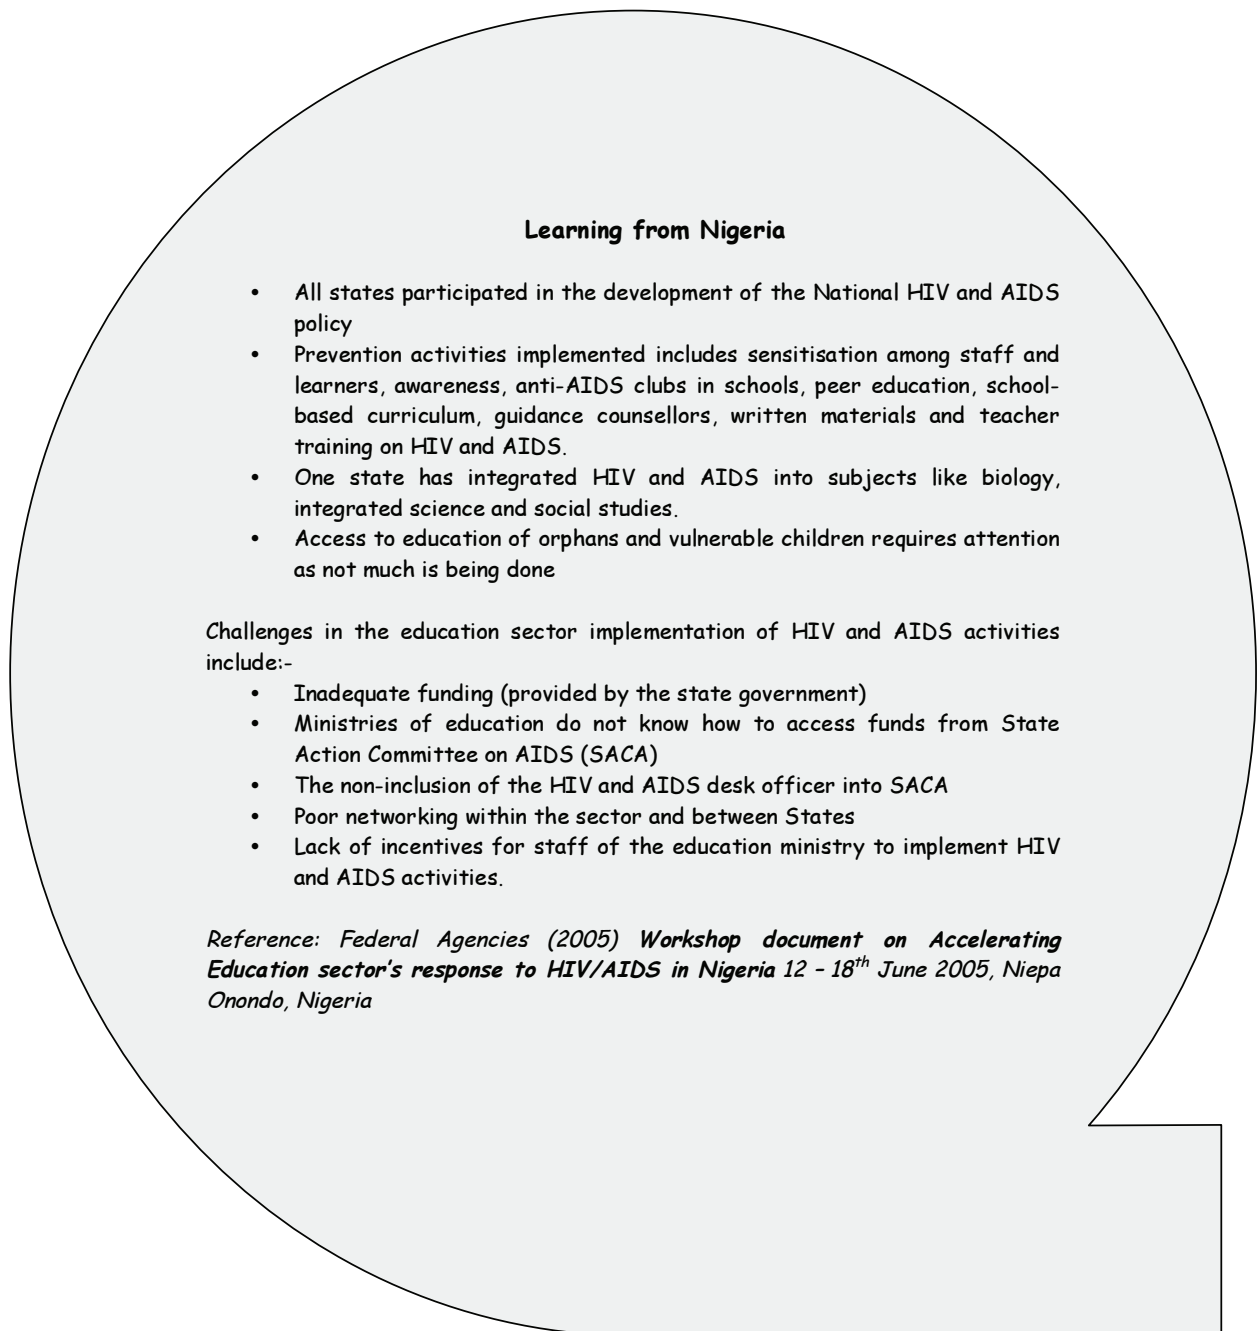 Learning from Nigeria
• All states participated in the development of the National HIV and AIDS
policy
• Prevention activities implemented includes sensitisation among staff and
learners, awareness, anti-AIDS clubs in schools, peer education, school-
based curriculum, guidance counsellors, written materials and teacher
training on HIV and AIDS.
• One state has integrated HIV and AIDS into subjects like biology,
integrated science and social studies.
• Access to education of orphans and vulnerable children requires attention
as not much is being done
Challenges in the education sector implementation of HIV and AIDS activities
include:-
• Inadequate funding (provided by the state government)
• Ministries of education do not know how to access funds from State
Action Committee on AIDS (SACA)
• The non-inclusion of the HIV and AIDS desk officer into SACA
• Poor networking within the sector and between States
• Lack of incentives for staff of the education ministry to implement HIV
and AIDS activities.
Reference: Federal Agencies (2005) Workshop document on Accelerating
Education sector's response to HIV/AIDS in Nigeria 12 – 18th June 2005, Niepa
Onondo, Nigeria